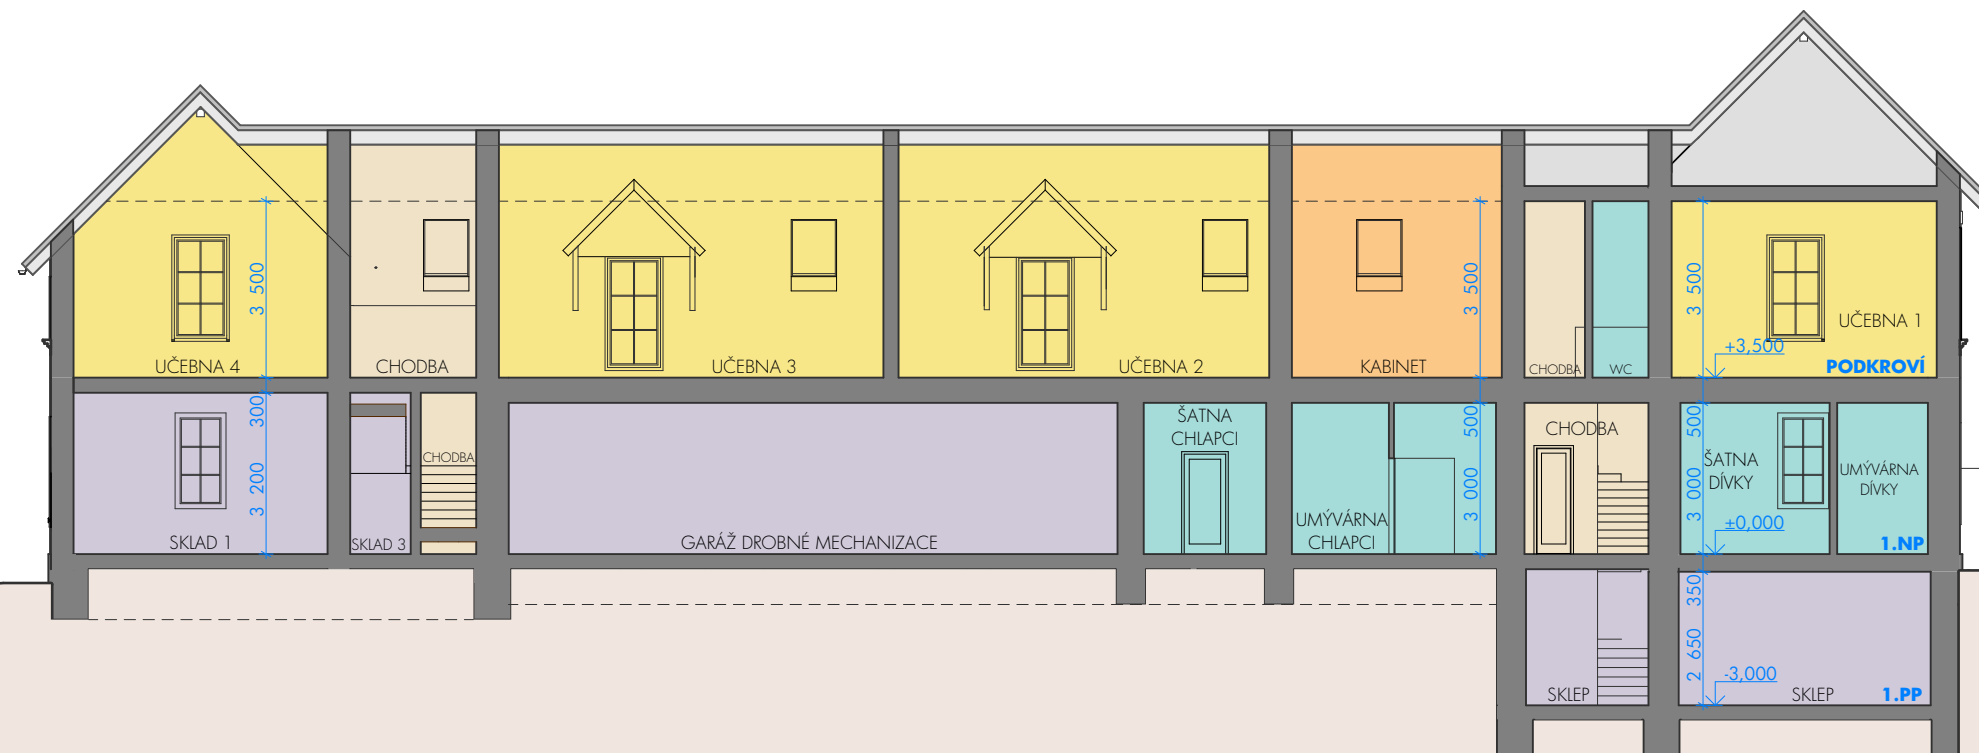 UČEBNA 4
3 500
CHODBA
UČEBNA 3
UČEBNA 2
KABINET
3 500
CHODBA
WC
3 500
UČEBNA 1
+3,500
PODKROVÍ
SKLAD 1
300
3 200
SKLAD 3
CHODBA
GARÁŽ DROBNÉ MECHANIZACE
ŠATNA
CHLAPCI
UMÝVÁRNA
CHLAPCI
500
3 000
CHODBA
500
3 000
ŠATNA
DÍVKY
UMÝVÁRNA
DÍVKY
±0,000
1.NP
350
2 650
SKLEP
-3,000
SKLEP
1.PP